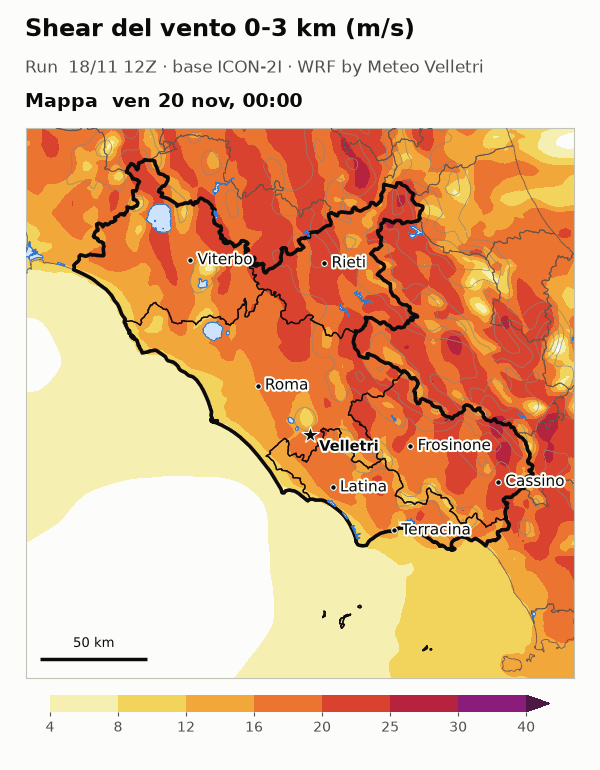 Shear del vento 0-3 km (m/s)
Run  18/11 12Z · base ICON-2I · WRF by Meteo Velletri
Mappa  ven 20 nov, 00:00
Viterbo
Rieti
Roma
Velletri
Frosinone
Latina
Cassino
Terracina
50 km
4 8 12 16 20 25 30 40